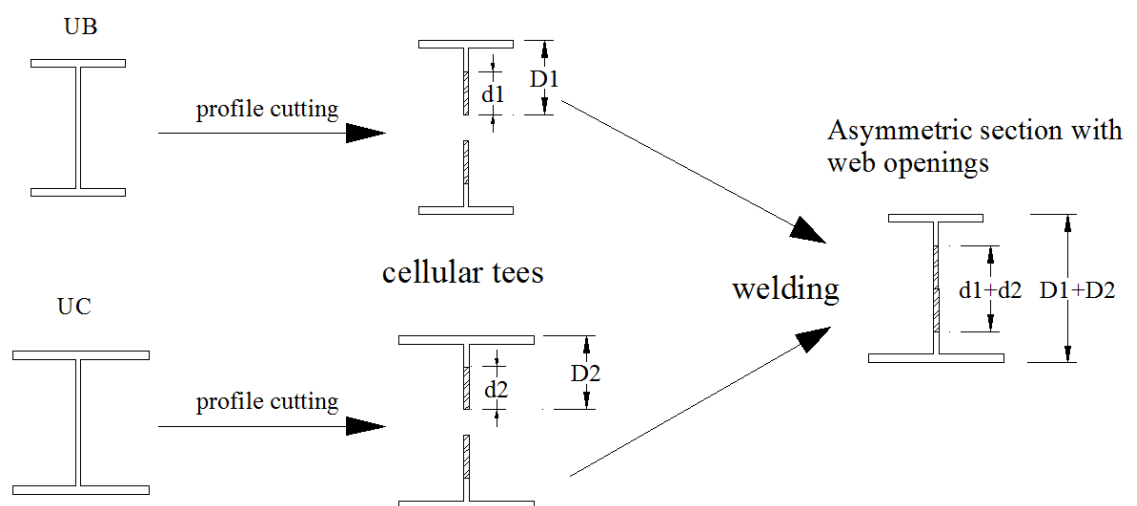 UB
profile cutting
d1
D1
cellular tees
UC
profile cutting
d2
D2
welding
Asymmetric section with
web openings
d1+d2
D1+D2